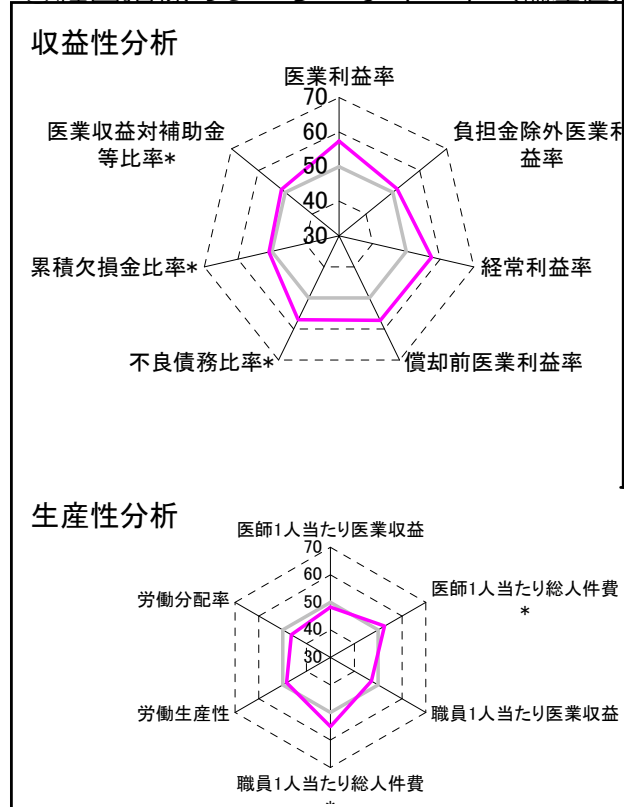 収益性分析
医業利益率
70
60
50
40
30
負担金除外医業利
益率
経常利益率
償却前医業利益率
不良債務比率*
累積欠損金比率*
医業収益対補助金
等比率*
生産性分析
医師1人当たり医業収益
70
60
50
40
30
医師1人当たり総人件費
*
職員1人当たり医業収益
職員1人当たり総人件費
*
労働生産性
労働分配率